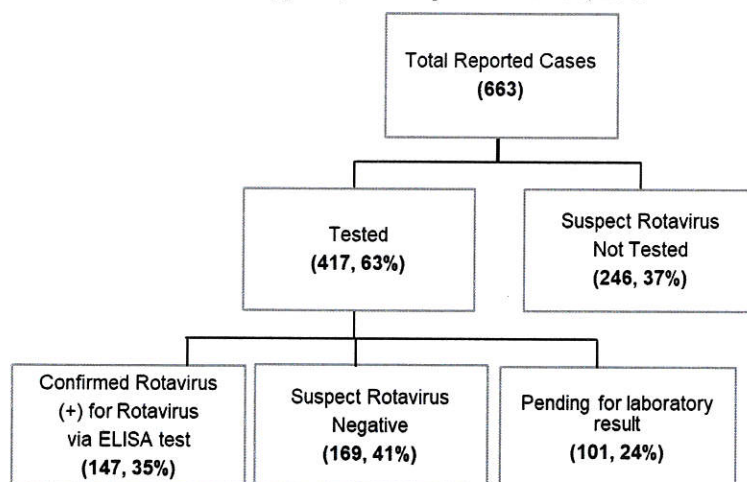 Total Reported Cases
(663)
Tested
(417, 63%)
Suspect Rotavirus
Not Tested
(246, 37%)
Confirmed Rotavirus
(+) for Rotavirus
via ELISA test
(147, 35%)
Suspect Rotavirus
Negative
(169, 41%)
Pending for laboratory
result
(101, 24%)